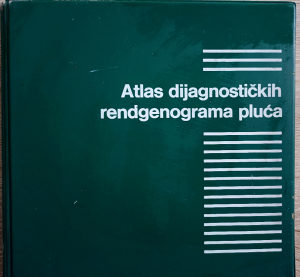 Atlas dijagnostičkih
rendgenograma pluća